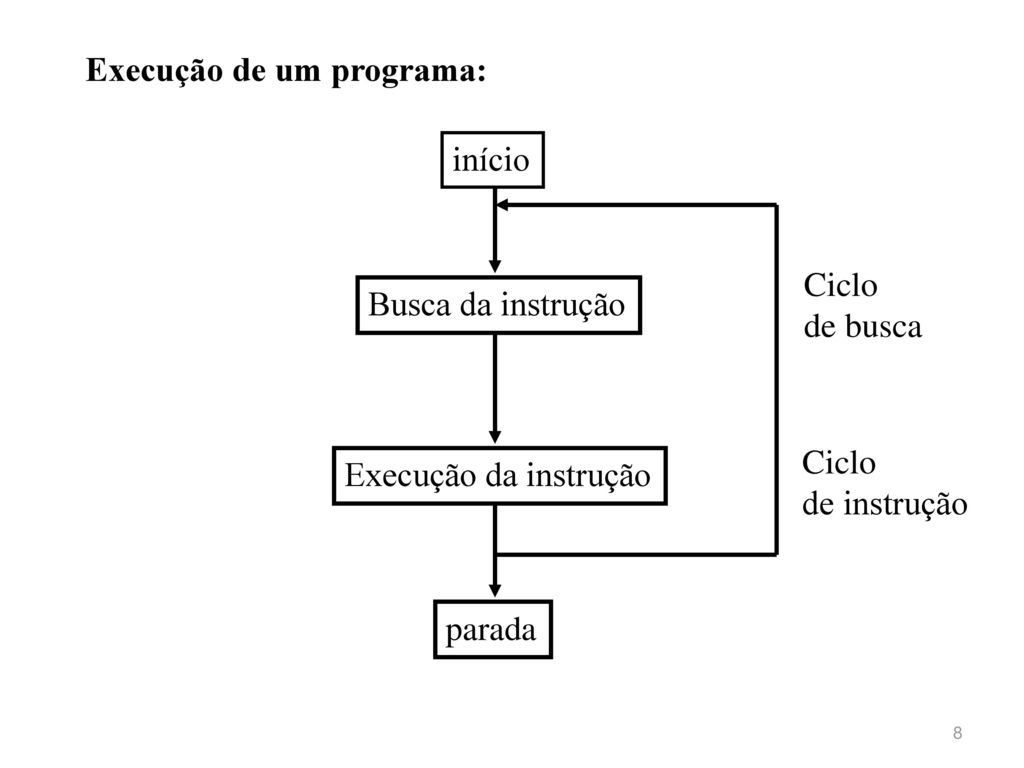 Execução de um programa:
início
Busca da instrução
Ciclo
de busca
Execução da instrução
Ciclo
de instrução
parada
8